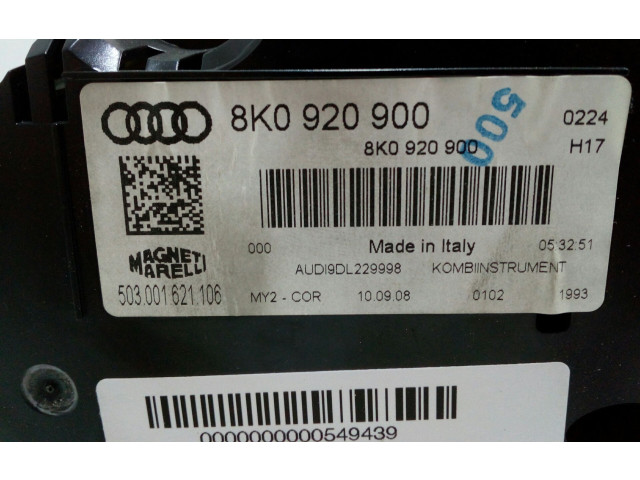 8K0 920 900
500
0224
8K0 920 900
H17
000
Made in Italy
05:32:51
MAGNETI
MARELLI
AUDI9DL229998
KOMBIINSTRUMENT
503.001 621.106
MY2 - COR
10.09.08
0102
1993
0000000000549439